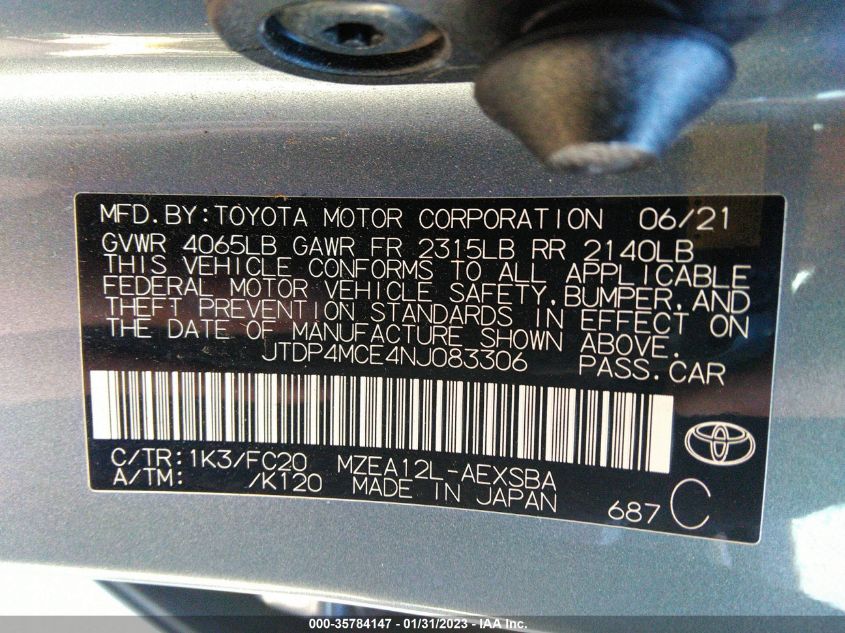 MFD.BY:TOYOTA MOTOR CORPORATION 06/21
GVWR 4065LB GAWR FR 2315LB RR 2140LB
THIS VEHICLE CONFORMS TO ALL APPLICABLE
FEDERAL MOTOR VEHICLE SAFETY,BUMPER,AND
THEFT PREVENTION STANDARDS IN EFFECT ON
THE DATE OF MANUFACTURE SHOWN ABOVE.
JTDP4MCE4NJ083306 PASS.CAR
C/TR:1K3/FC20 MZEA12L-AEXSBA
A/TM: /K120 MADE IN JAPAN 687 C
000-35784147 - 01/31/2023 - IAA Inc.